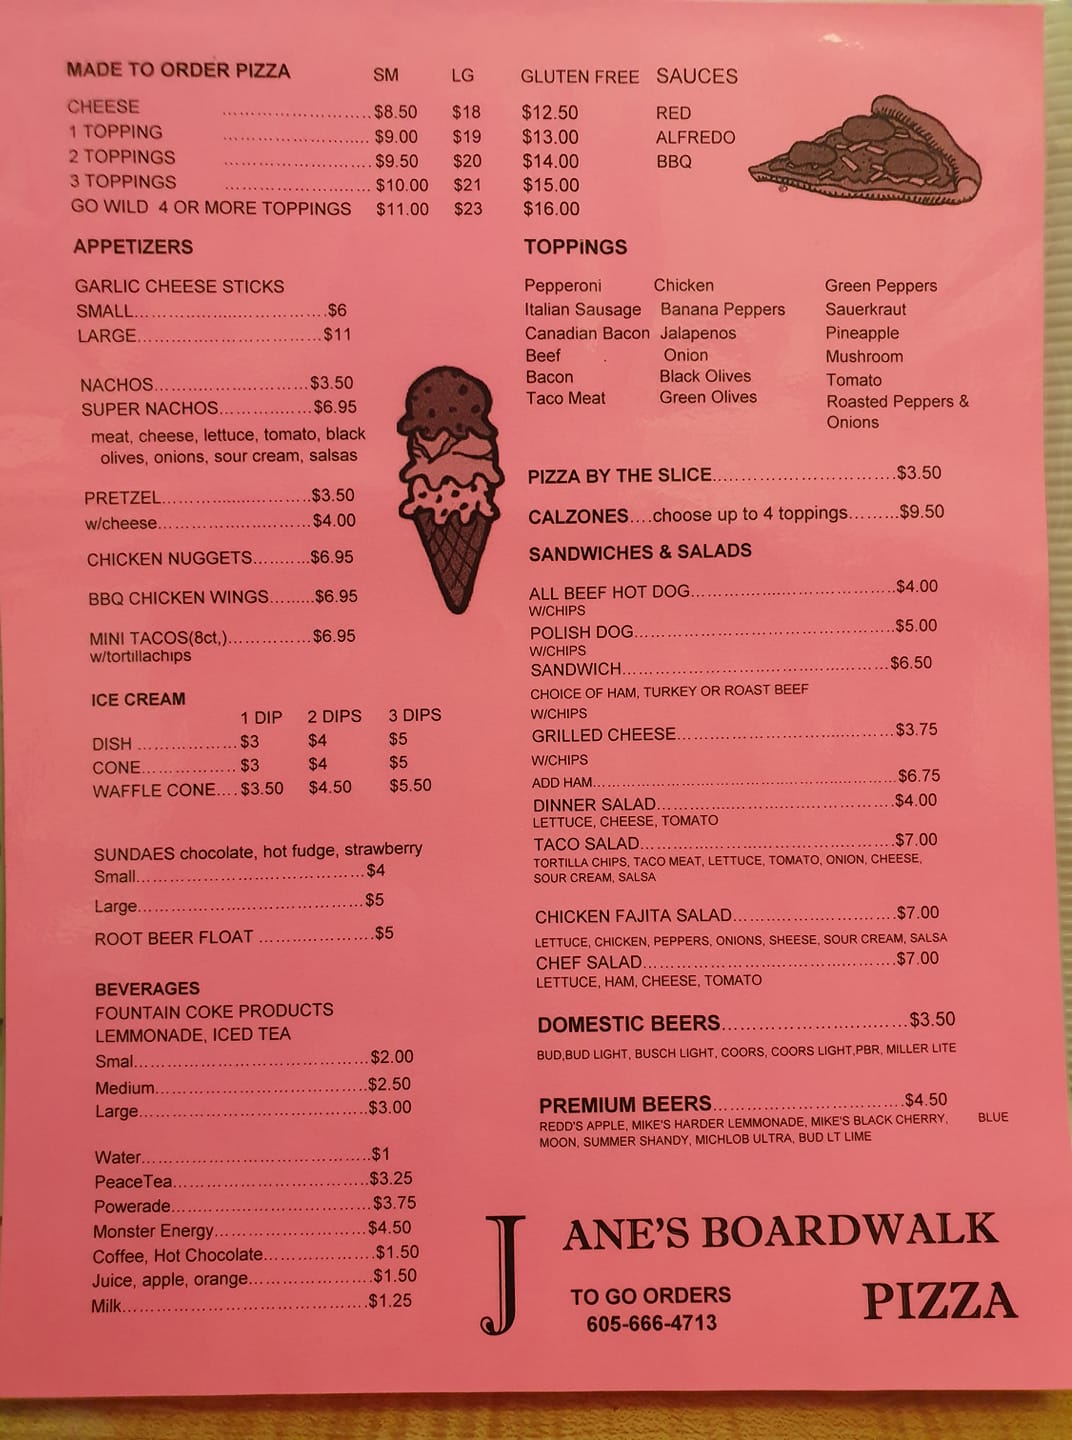 MADE TO ORDER PIZZA SM LG GLUTEN FREE SAUCES
CHEESE ........................... $8.50 $18 $12.50 RED
1 TOPPING ........................... $9.00 $19 $13.00 ALFREDO
2 TOPPINGS ........................... $9.50 $20 $14.00 BBQ
3 TOPPINGS ........................... $10.00 $21 $15.00
GO WILD 4 OR MORE TOPPINGS $11.00 $23 $16.00
APPETIZERS
GARLIC CHEESE STICKS
SMALL...................................$6
LARGE...................................$11
NACHOS............................$3.50
SUPER NACHOS................$6.95
meat, cheese, lettuce, tomato, black
olives, onions, sour cream, salsas
PRETZEL...........................$3.50
w/cheese...........................$4.00
CHICKEN NUGGETS..........$6.95
BBQ CHICKEN WINGS........$6.95
MINI TACOS(8ct,)...............$6.95
w/tortillachips
ICE CREAM
1 DIP 2 DIPS 3 DIPS
DISH .................. $3 $4 $5
CONE................. $3 $4 $5
WAFFLE CONE.... $3.50 $4.50 $5.50
SUNDAES chocolate, hot fudge, strawberry
Small.........................................$4
Large.........................................$5
ROOT BEER FLOAT .....................$5
BEVERAGES
FOUNTAIN COKE PRODUCTS
LEMMONADE, ICED TEA
Smal..........................................$2.00
Medium......................................$2.50
Large.........................................$3.00
Water.........................................$1
PeaceTea...................................$3.25
Powerade...................................$3.75
Monster Energy...........................$4.50
Coffee, Hot Chocolate....................$1.50
Juice, apple, orange.......................$1.50
Milk............................................$1.25
TOPPINGS
Pepperoni Chicken Green Peppers
Italian Sausage Banana Peppers Sauerkraut
Canadian Bacon Jalapenos Pineapple
Beef . Onion Mushroom
Bacon Black Olives Tomato
Taco Meat Green Olives Roasted Peppers &
Onions
PIZZA BY THE SLICE................................$3.50
CALZONES....choose up to 4 toppings.........$9.50
SANDWICHES & SALADS
ALL BEEF HOT DOG....................................$4.00
W/CHIPS
POLISH DOG..............................................$5.00
W/CHIPS
SANDWICH...............................................$6.50
CHOICE OF HAM, TURKEY OR ROAST BEEF
W/CHIPS
GRILLED CHEESE......................................$3.75
W/CHIPS
ADD HAM...................................................$6.75
DINNER SALAD..........................................$4.00
LETTUCE, CHEESE, TOMATO
TACO SALAD.............................................$7.00
TORTILLA CHIPS, TACO MEAT, LETTUCE, TOMATO, ONION, CHEESE,
SOUR CREAM, SALSA
CHICKEN FAJITA SALAD.............................$7.00
LETTUCE, CHICKEN, PEPPERS, ONIONS, SHEESE, SOUR CREAM, SALSA
CHEF SALAD.............................................$7.00
LETTUCE, HAM, CHEESE, TOMATO
DOMESTIC BEERS................................$3.50
BUD,BUD LIGHT, BUSCH LIGHT, COORS, COORS LIGHT,PBR, MILLER LITE
PREMIUM BEERS.................................$4.50
REDD'S APPLE, MIKE'S HARDER LEMMONADE, MIKE'S BLACK CHERRY, BLUE
MOON, SUMMER SHANDY, MICHLOB ULTRA, BUD LT LIME
JANE'S BOARDWALK
PIZZA
TO GO ORDERS
605-666-4713